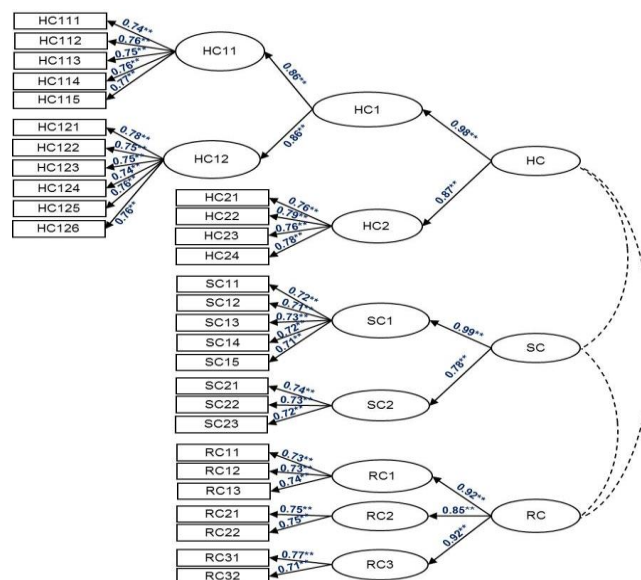 HC111
0.74**
HC112
0.76**
HC113
0.75**
HC114
0.76**
HC115
0.77**
HC11
0.86**
HC121
0.78**
HC122
0.75**
HC123
0.75**
HC124
0.74**
HC125
0.76**
HC126
0.76**
HC12
0.86**
HC1
0.98**
HC
HC21
0.76**
HC22
0.79**
HC23
0.76**
HC24
0.78**
HC2
0.87**
SC11
0.72**
SC12
0.71**
SC13
0.73**
SC14
0.72**
SC15
0.71**
SC1
0.99**
SC
SC21
0.74**
SC22
0.73**
SC23
0.72**
SC2
0.78**
RC11
0.73**
RC12
0.73**
RC13
0.74**
RC1
0.92**
RC21
0.75**
RC22
0.75**
RC2
0.85**
RC
RC31
0.77**
RC32
0.71**
RC3
0.92**